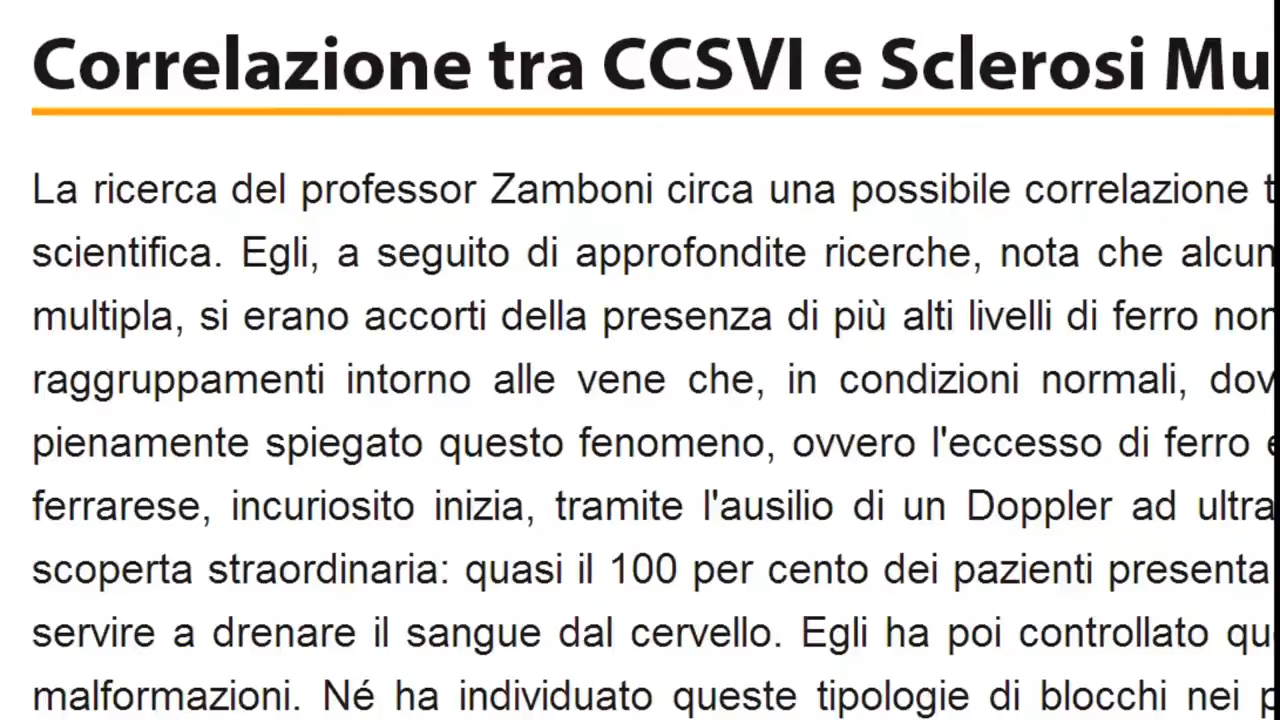 Correlazione tra CCSVI e Sclerosi Mu
La ricerca del professor Zamboni circa una possibile correlazione t
scientifica. Egli, a seguito di approfondite ricerche, nota che alcun
multipla, si erano accorti della presenza di più alti livelli di ferro non
raggruppamenti intorno alle vene che, in condizioni normali, dov
pienamente spiegato questo fenomeno, ovvero l'eccesso di ferro e
ferrarese, incuriosito inizia, tramite l'ausilio di un Doppler ad ultra
scoperta straordinaria: quasi il 100 per cento dei pazienti presenta
servire a drenare il sangue dal cervello. Egli ha poi controllato qu
malformazioni. Né ha individuato queste tipologie di blocchi nei p